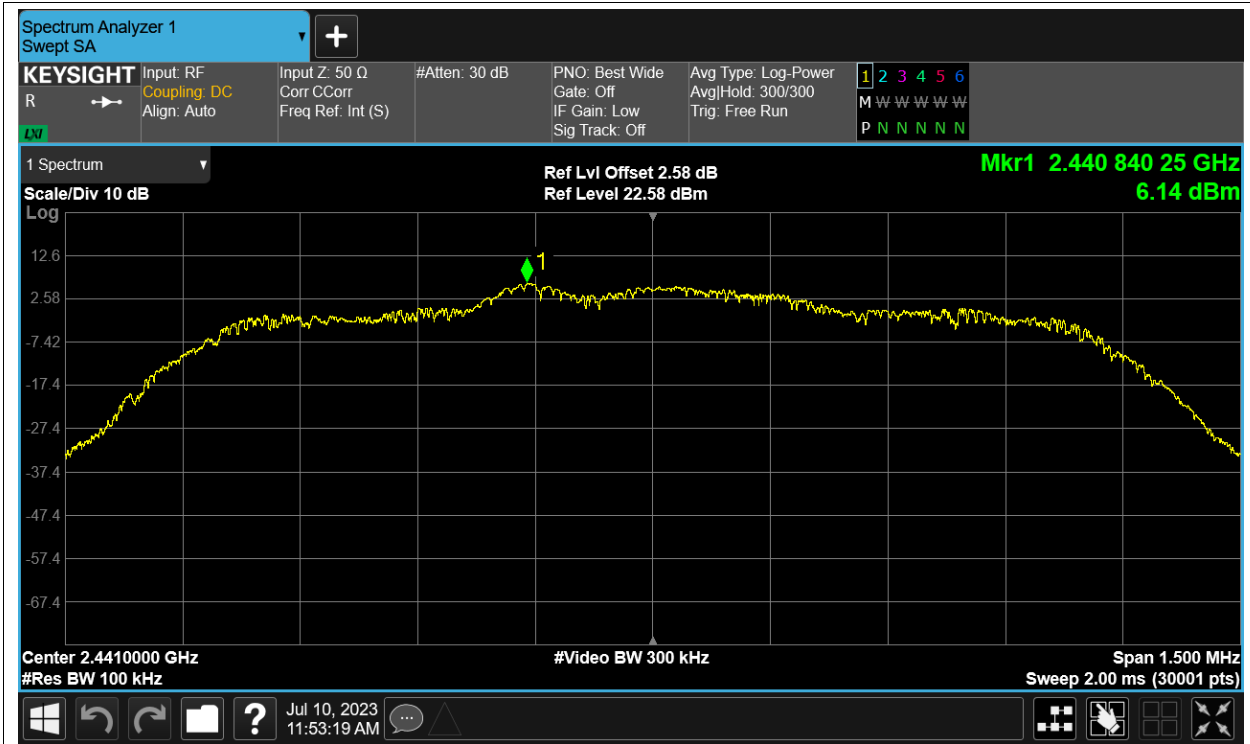 Spectrum Analyzer 1
Swept SA
KEYSIGHT
R
LXI
Input: RF
Coupling: DC
Align: Auto
Input Z: 50 Ω
Corr CCorr
Freq Ref: Int (S)
#Atten: 30 dB
PNO: Best Wide
Gate: Off
IF Gain: Low
Sig Track: Off
Avg Type: Log-Power
Avg|Hold: 300/300
Trig: Free Run
1 2 3 4 5 6
M W W W W W
P N N N N N
1 Spectrum
Scale/Div 10 dB
Log
Ref Lvl Offset 2.58 dB
Ref Level 22.58 dBm
Mkr1 2.440 840 25 GHz
6.14 dBm
1
12.6
2.58
-7.42
-17.4
-27.4
-37.4
-47.4
-57.4
-67.4
Center 2.4410000 GHz
#Res BW 100 kHz
#Video BW 300 kHz
Span 1.500 MHz
Sweep 2.00 ms (30001 pts)
?
Jul 10, 2023
11:53:19 AM